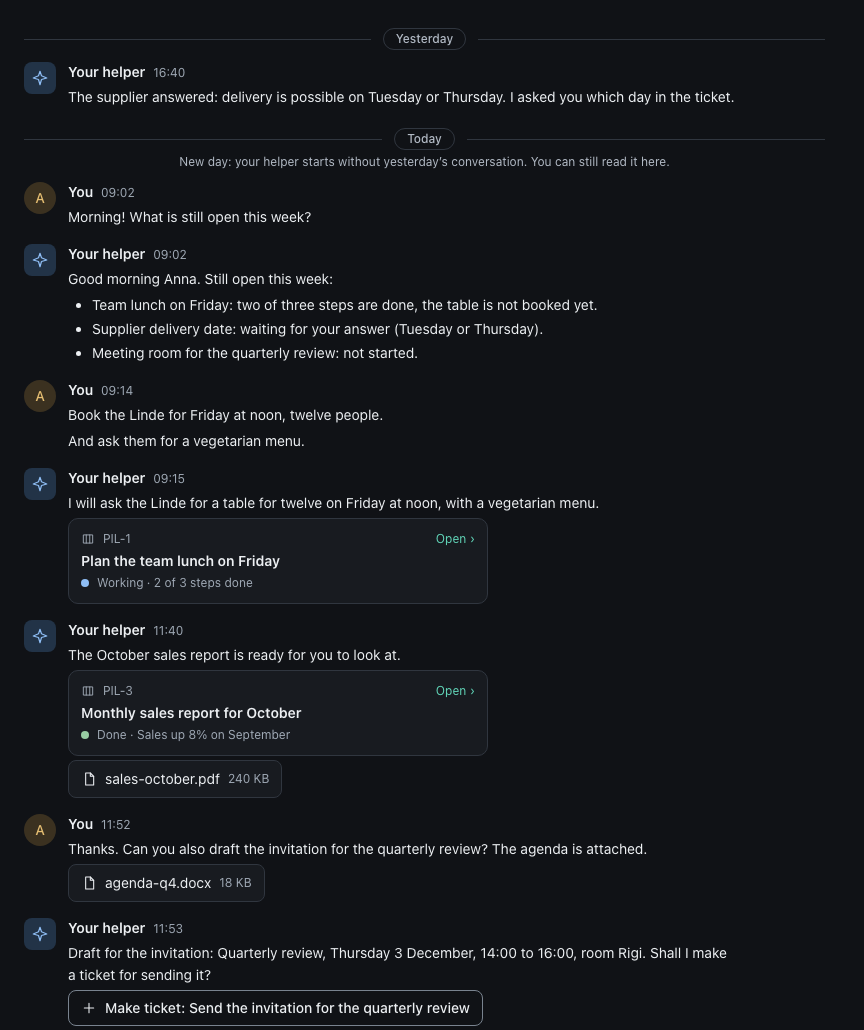 Yesterday
Your helper 16:40
The supplier answered: delivery is possible on Tuesday or Thursday. I asked you which day in the ticket.
Today
New day: your helper starts without yesterday's conversation. You can still read it here.
A
You 09:02
Morning! What is still open this week?
Your helper 09:02
Good morning Anna. Still open this week:
• Team lunch on Friday: two of three steps are done, the table is not booked yet.
• Supplier delivery date: waiting for your answer (Tuesday or Thursday).
• Meeting room for the quarterly review: not started.
A
You 09:14
Book the Linde for Friday at noon, twelve people.
And ask them for a vegetarian menu.
Your helper 09:15
I will ask the Linde for a table for twelve on Friday at noon, with a vegetarian menu.
PIL-1 Open ›
Plan the team lunch on Friday
Working · 2 of 3 steps done
Your helper 11:40
The October sales report is ready for you to look at.
PIL-3 Open ›
Monthly sales report for October
Done · Sales up 8% on September
sales-october.pdf 240 KB
A
You 11:52
Thanks. Can you also draft the invitation for the quarterly review? The agenda is attached.
agenda-q4.docx 18 KB
Your helper 11:53
Draft for the invitation: Quarterly review, Thursday 3 December, 14:00 to 16:00, room Rigi. Shall I make
a ticket for sending it?
+ Make ticket: Send the invitation for the quarterly review